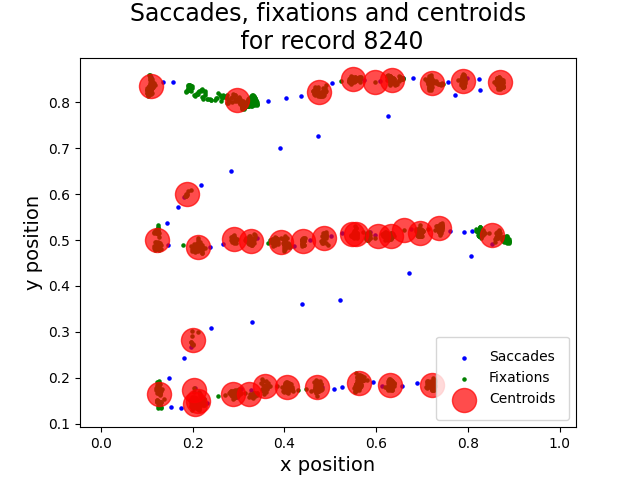 Saccades, fixations and centroids
for record 8240
y position
0.8
0.7
0.6
0.5
0.4
0.3
0.2
0.1
Saccades
Fixations
Centroids
0.0 0.2 0.4 0.6 0.8 1.0
x position